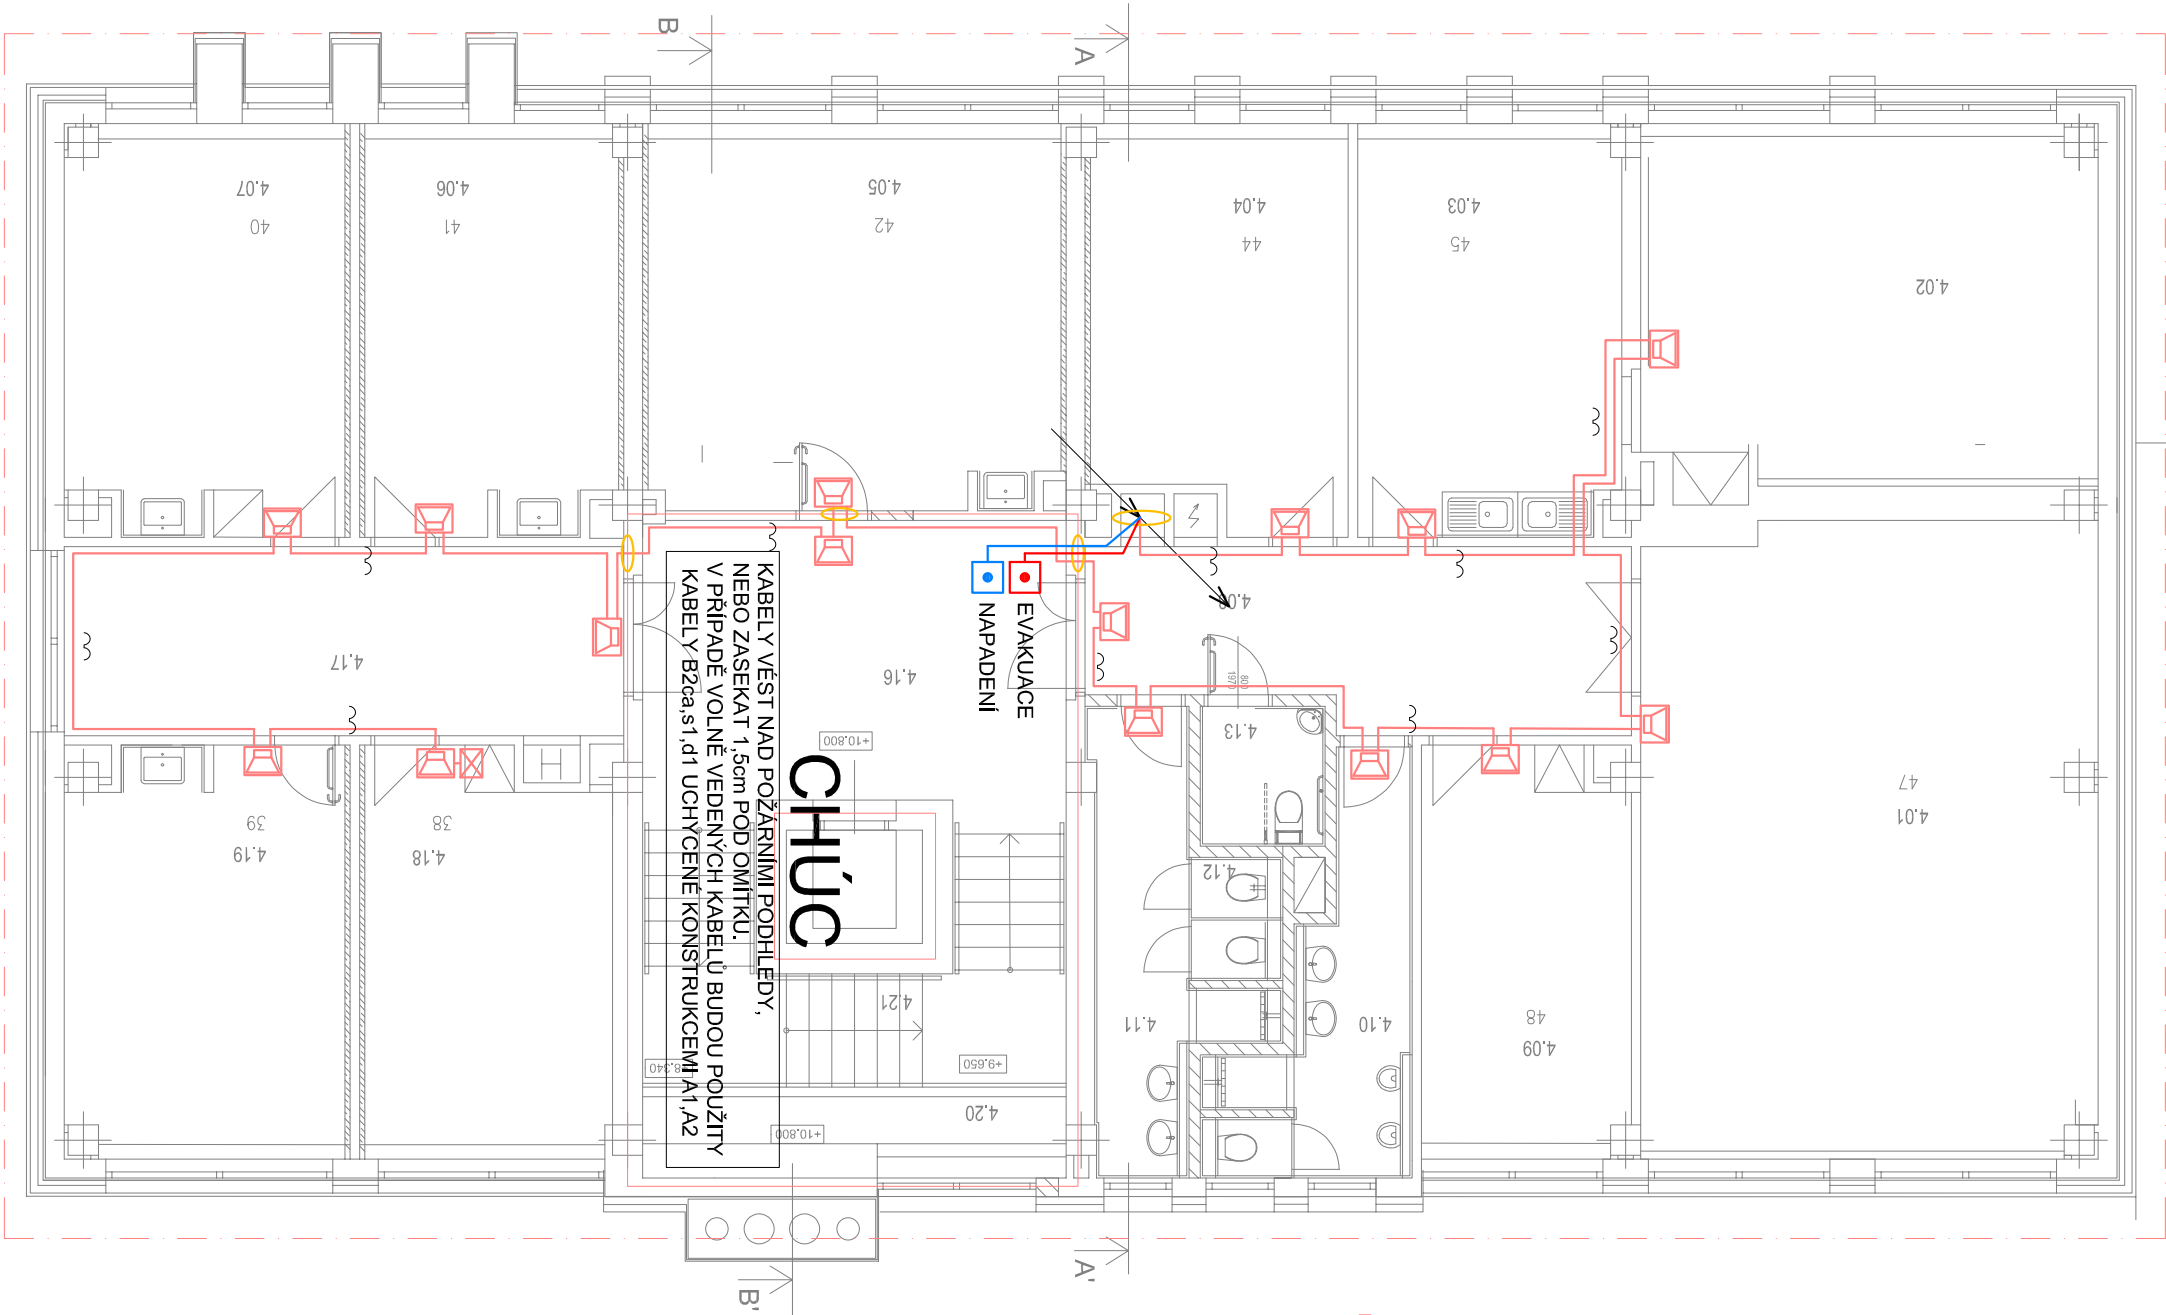 B
A
4.07
40
4.06
41
4.05
42
4.04
44
4.03
45
4.02
4.17
4.16
NAPADENÍ
EVAKUACE
800
1970
4.13
4.12
4.11
4.10
4.09
48
4.01
47
4.19
39
4.18
38
+10.800
CHÚC
KABELY VÉST NAD POŽÁRNÍMI PODHLEDY,
NEBO ZASEKAT 1,5cm POD OMÍTKU.
V PŘÍPADĚ VOLNĚ VEDENÝCH KABELŮ BUDOU POUŽITY
KABELY B2ca,s1,d1 UCHYCENÉ KONSTRUKCEMI A1,A2
4.21
+9.650
4.20
+10.800
A'
B'